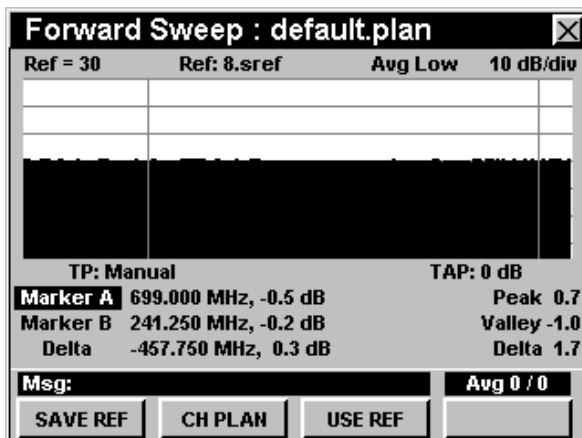 Forward Sweep : default.plan
Ref = 30 Ref: 8.sref Avg Low 10 dB/div
TP: Manual TAP: 0 dB
Marker A 699.000 MHz, -0.5 dB Peak 0.7
Marker B 241.250 MHz, -0.2 dB Valley -1.0
Delta -457.750 MHz, 0.3 dB Delta 1.7
Msg: Avg 0 / 0
SAVE REF CH PLAN USE REF